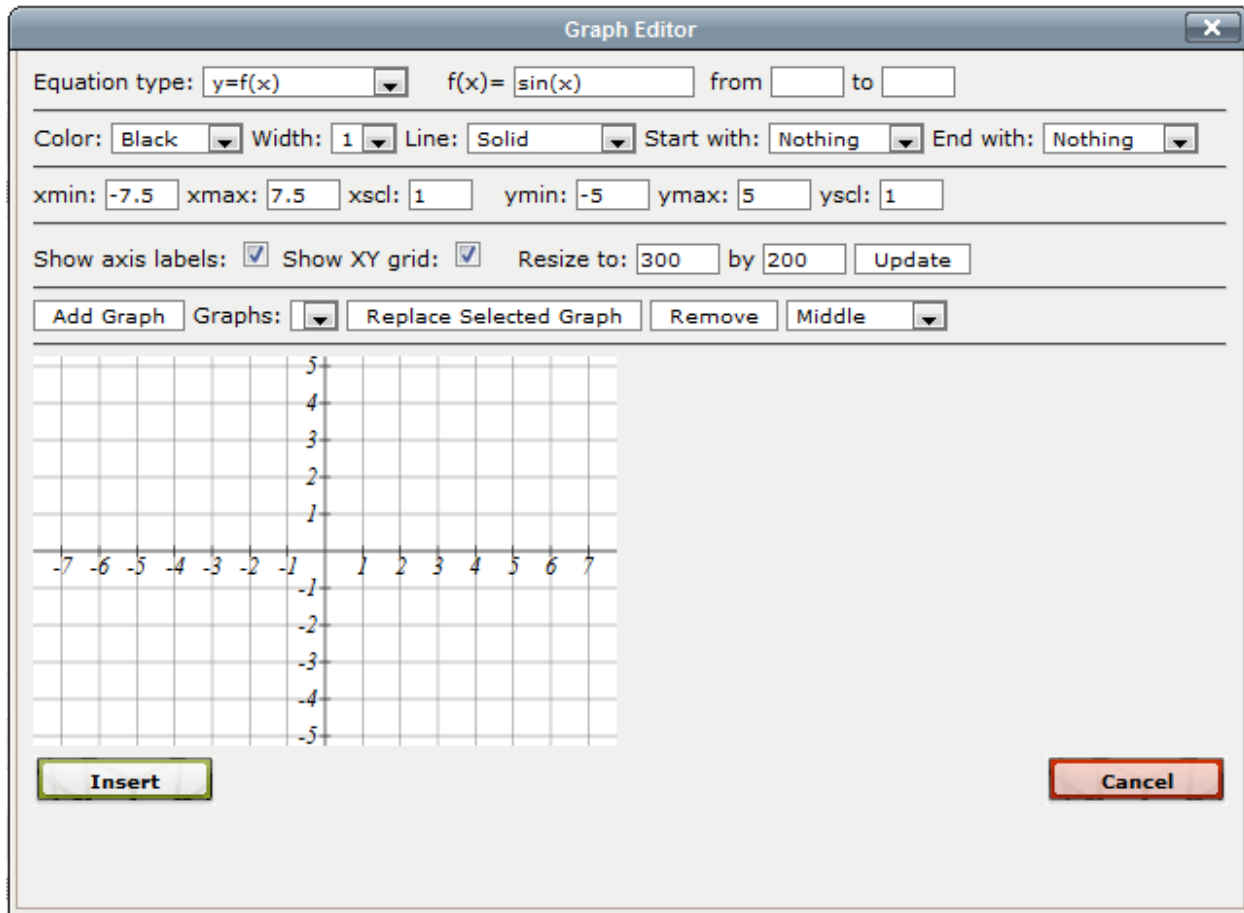 Graph Editor X
Equation type: y=f(x) f(x)= sin(x) from to
Color: Black Width: 1 Line: Solid Start with: Nothing End with: Nothing
xmin: -7.5 xmax: 7.5 xscl: 1 ymin: -5 ymax: 5 yscl: 1
Show axis labels: Show XY grid: Resize to: 300 by 200 Update
Add Graph Graphs: Replace Selected Graph Remove Middle
5
4
3
2
1
-7 -6 -5 -4 -3 -2 -1 1 2 3 4 5 6 7
-1
-2
-3
-4
-5
Insert Cancel